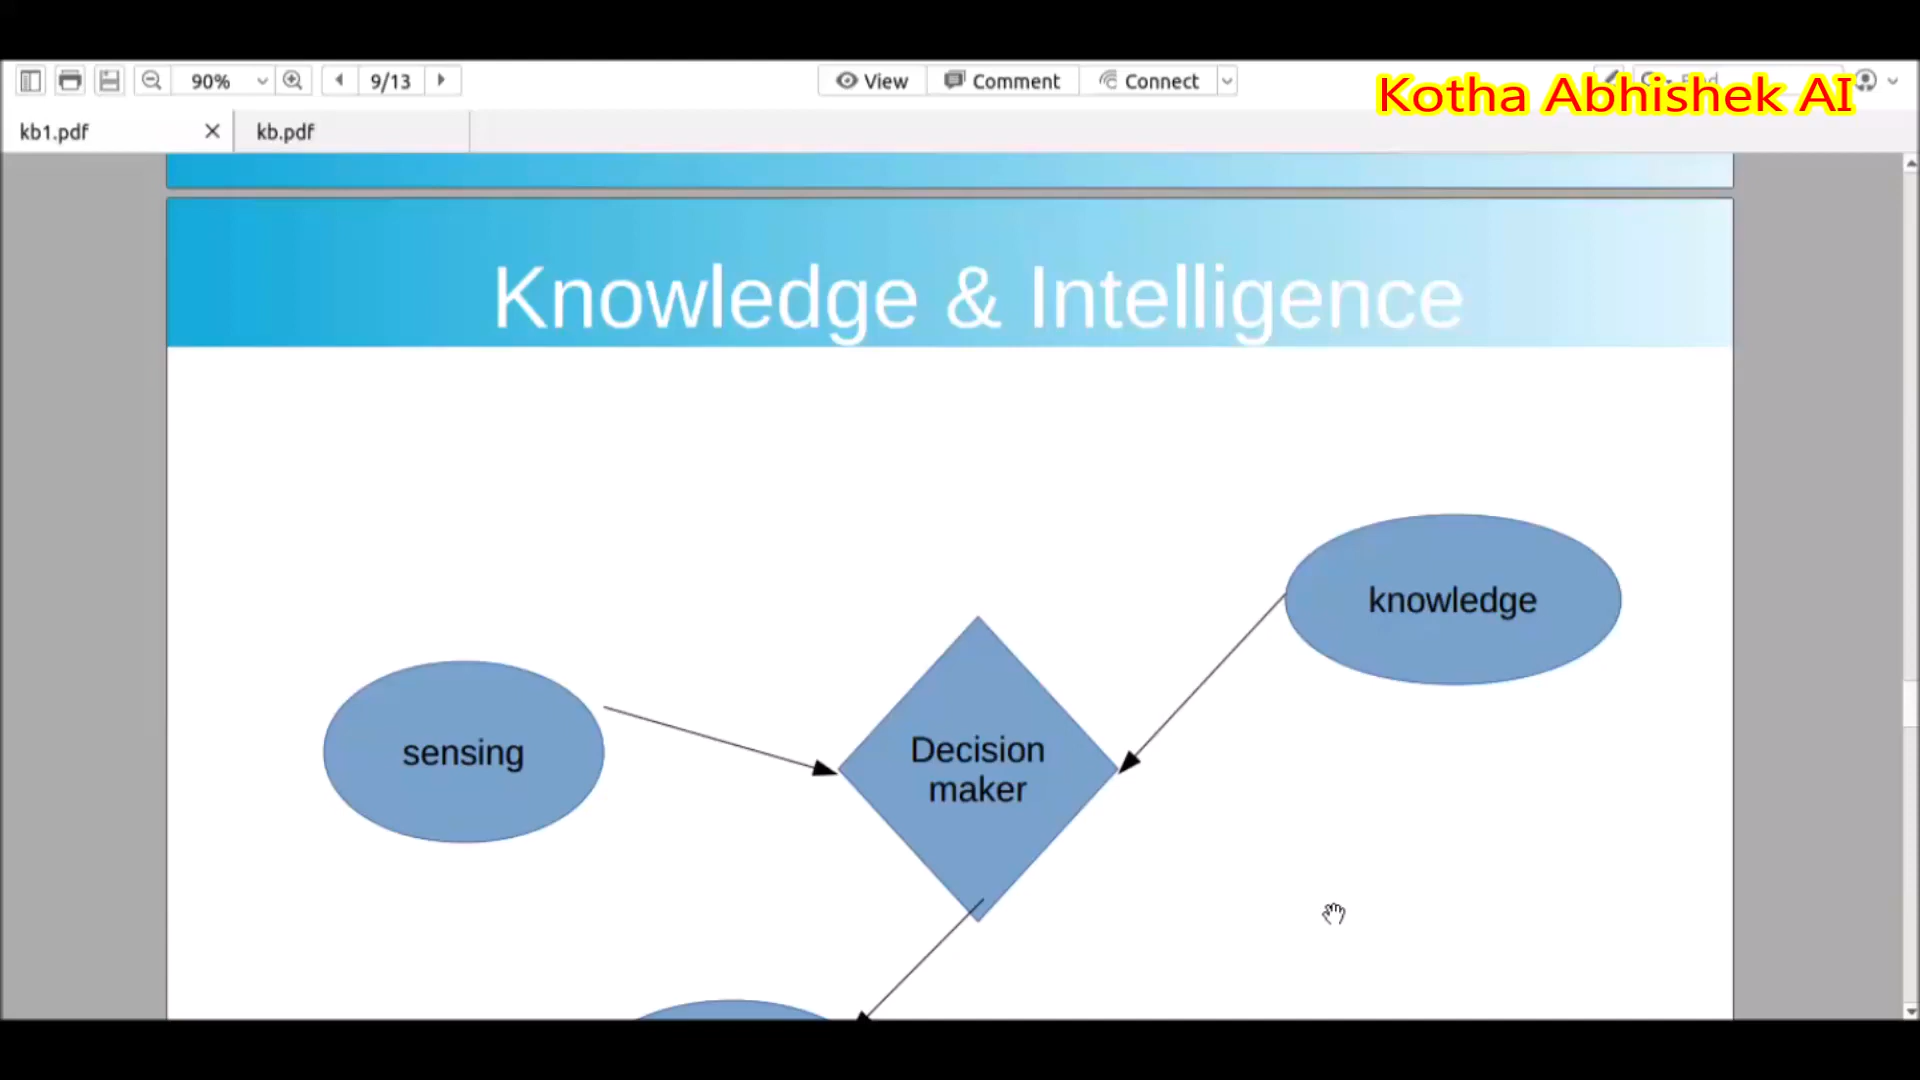 90%
9/13
View
Comment
Connect
Kotha Abhishek AI
kb1.pdf
kb.pdf
Knowledge & Intelligence
knowledge
sensing
Decision
maker